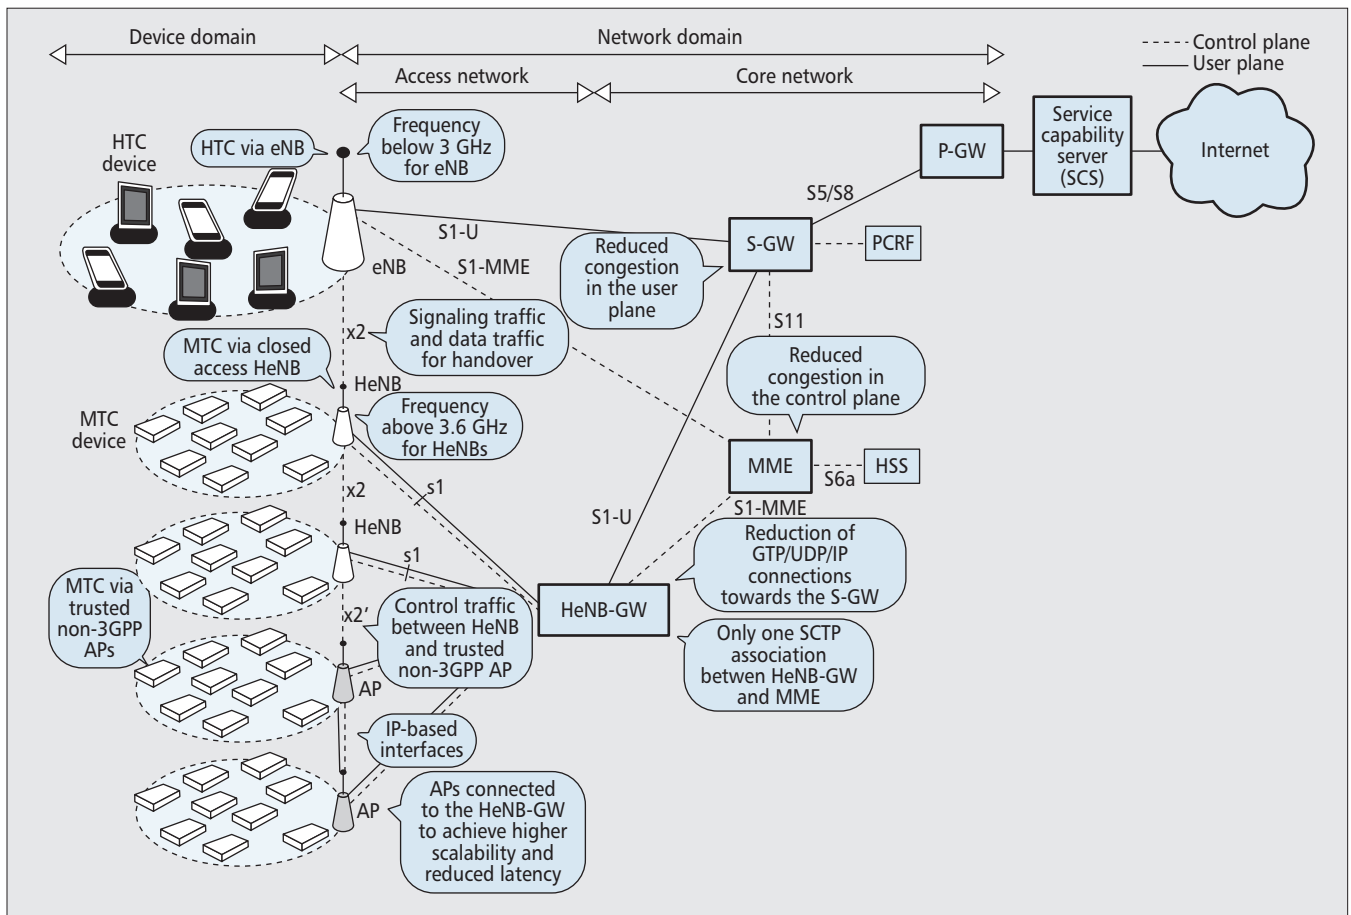 Device domain
Network domain
Control plane
User plane
Access network
Core network
HTC
device
HTC via eNB
Frequency
below 3 GHz
for eNB
P-GW
Service
capability
server
(SCS)
Internet
S5/S8
S1-U
S-GW
PCRF
eNB
S1-MME
Reduced
congestion
in the user
plane
x2
Signaling traffic
and data traffic
for handover
S11
MTC via closed
access HeNB
Reduced
congestion in
the control plane
HeNB
MTC
device
Frequency
above 3.6 GHz
for HeNBs
MME
HSS
S6a
x2
s1
S1-U
S1-MME
HeNB
s1
Reduction of
GTP/UDP/IP
connections
towards the S-GW
MTC via
trusted
non-3GPP
APs
x2'
Control traffic
between HeNB
and trusted
non-3GPP AP
HeNB-GW
Only one SCTP
association
betwen HeNB-GW
and MME
AP
IP-based
interfaces
AP
APs connected
to the HeNB-GW
to achieve higher
scalability and
reduced latency